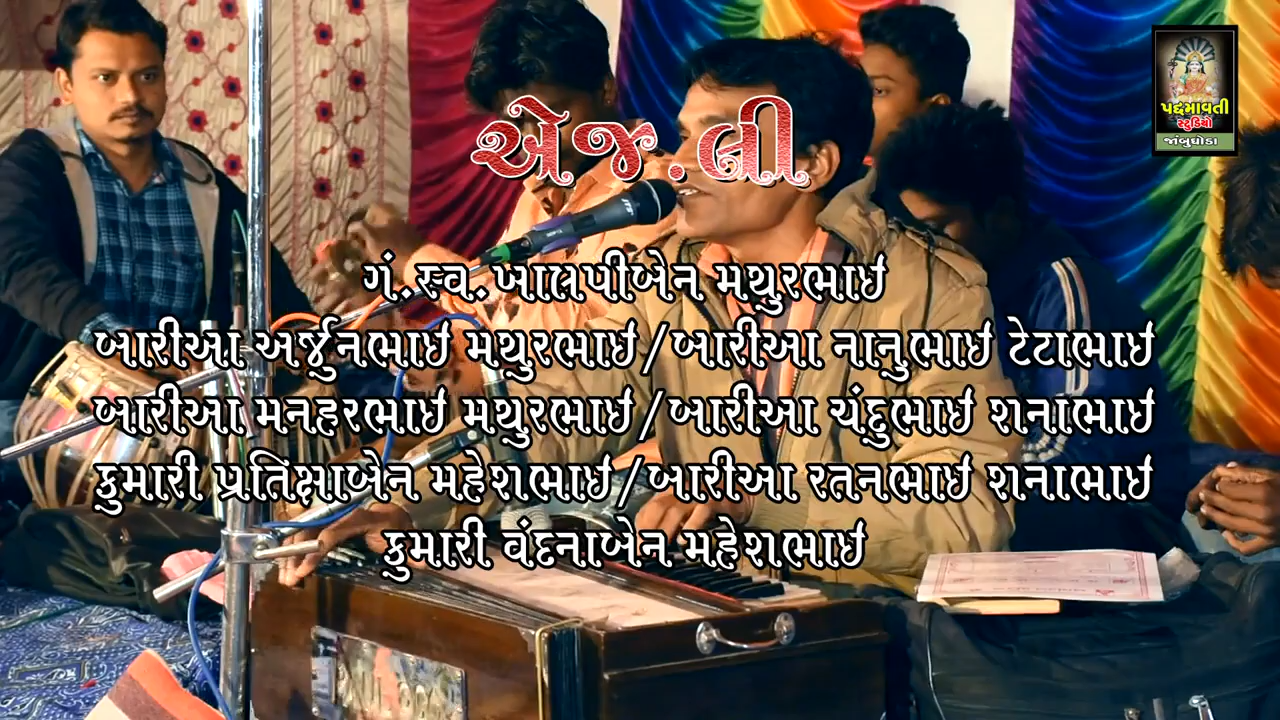 એજ.લી
ગં.સ્વ.ખાલપીબેન મથુરભાઇ
બારીઆ અર્જુનભાઇ મથુરભાઇ/બારીઆ નાનુભાઇ ટેટાભાઇ
બારીઆ મનહરભાઇ મથુરભાઇ/બારીઆ ચંદુભાઇ શનાભાઇ
કુમારી પ્રતિક્ષાબેન મહેશભાઇ/બારીઆ રતનભાઇ શનાભાઇ
કુમારી વંદનાબેન મહેશભાઇ
પદ્દમાવતી
સ્ટુડિયો
જાંબુઘોડા